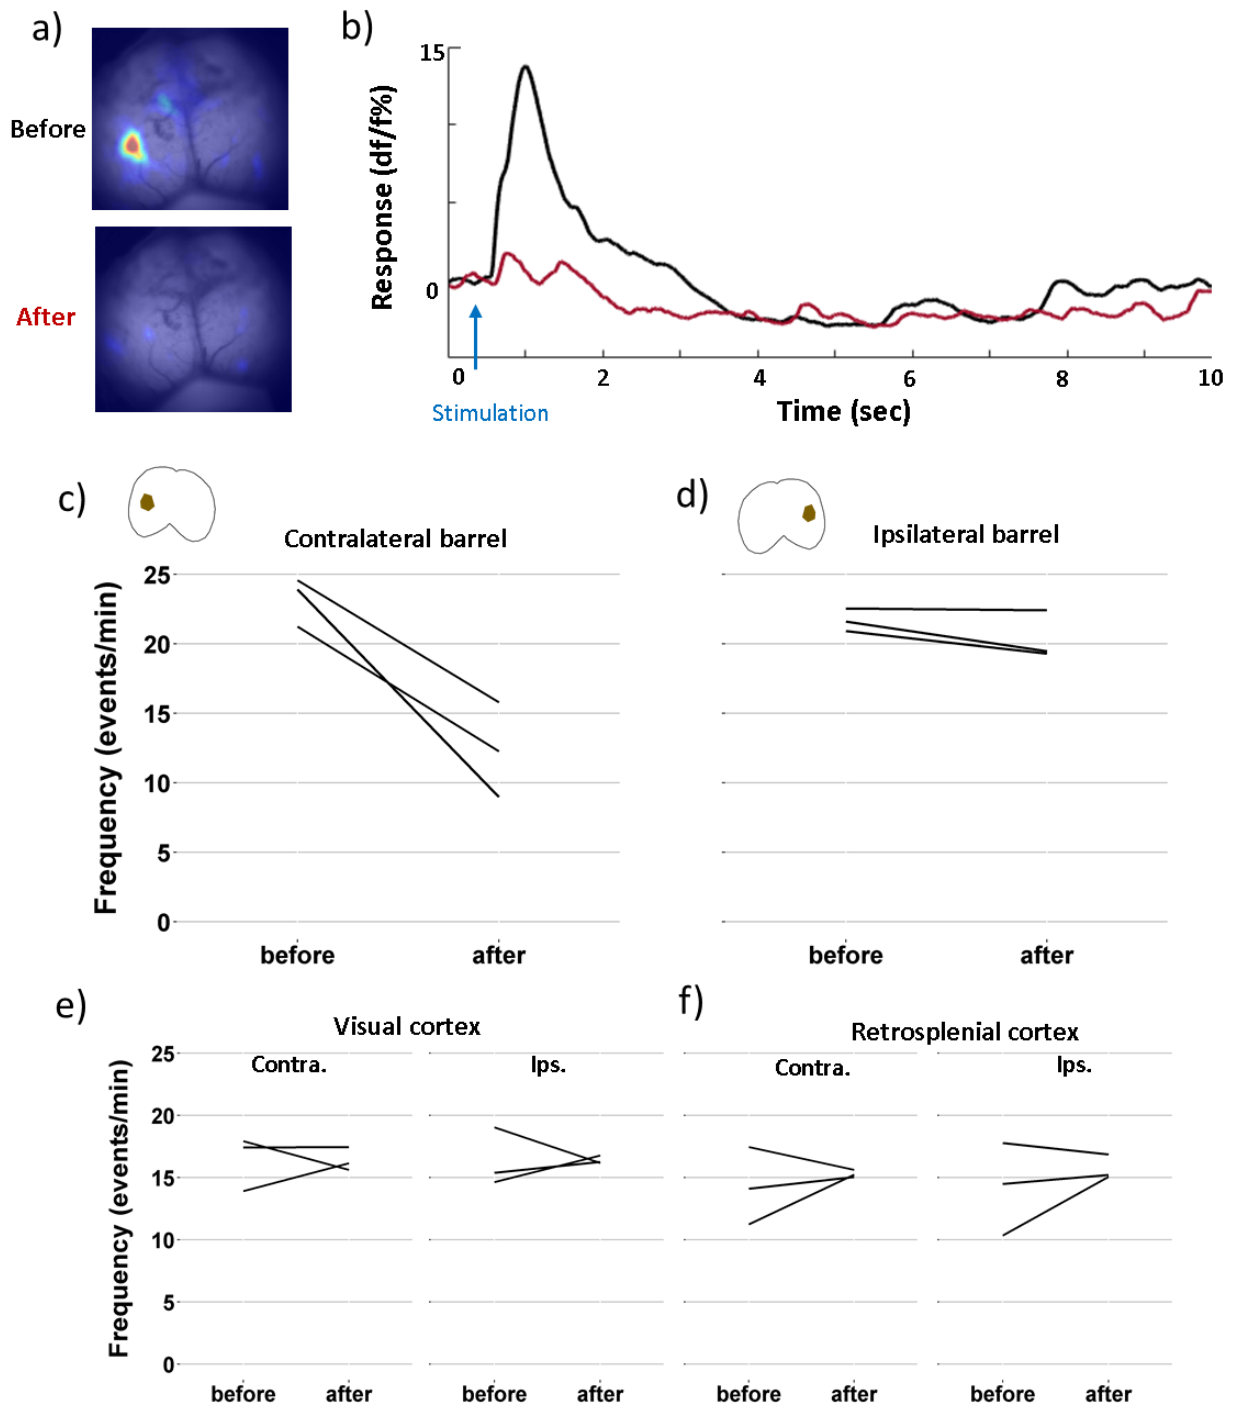 a)
Before
After
b)
15
0
Response (df/f%)
0 2 4 6 8 10
Stimulation
Time (sec)
c)
Contralateral barrel
25
20
15
10
5
0
Frequency (events/min)
before after
d)
Ipsilateral barrel
before after
e)
Visual cortex
Contra.
Ips.
25
20
15
10
5
0
Frequency (events/min)
before after
before after
f)
Retrosplenial cortex
Contra.
Ips.
before after
before after